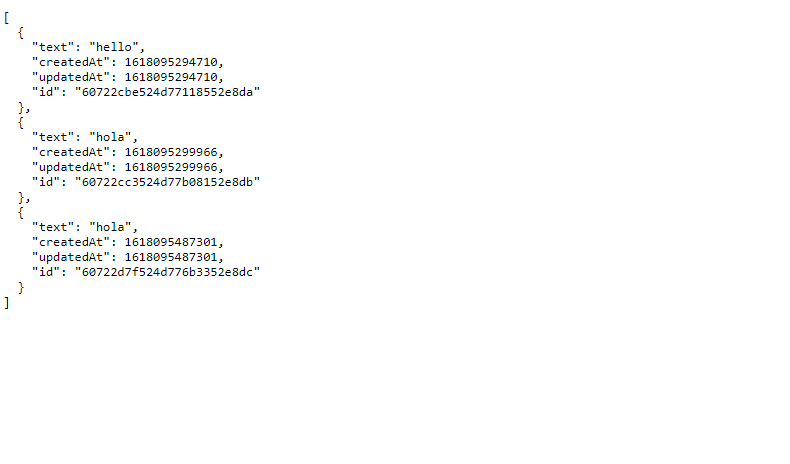 [
  {
    "text": "hello",
    "createdAt": 1618095294710,
    "updatedAt": 1618095294710,
    "id": "60722cbe524d77118552e8da"
  },
  {
    "text": "hola",
    "createdAt": 1618095299966,
    "updatedAt": 1618095299966,
    "id": "60722cc3524d77b08152e8db"
  },
  {
    "text": "hola",
    "createdAt": 1618095487301,
    "updatedAt": 1618095487301,
    "id": "60722d7f524d776b3352e8dc"
  }
]